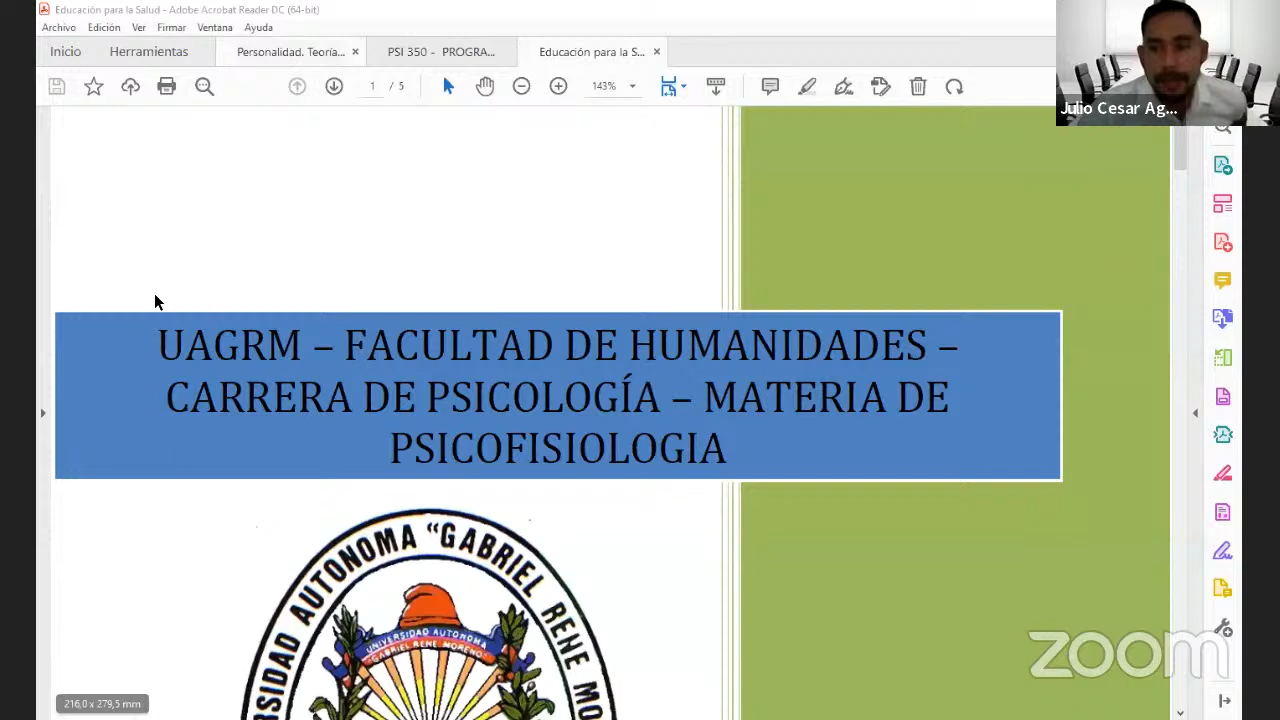 Educación para la Salud - Adobe Acrobat Reader DC (64-bit)
Archivo Edición Ver Firmar Ventana Ayuda
Inicio Herramientas Personalidad. Teoría... × PSI 350 - PROGRA... Educación para la S... ×
1 / 5 143%
Julio Cesar Ag...
UAGRM – FACULTAD DE HUMANIDADES –
CARRERA DE PSICOLOGÍA – MATERIA DE
PSICOFISIOLOGIA
RSIDAD AUTONOMA "GABRIEL RENE MO
UNIVERSIDAD AUTONOMA
"GABRIEL RENE MORENO"
zoom
216,0 x 279,5 mm